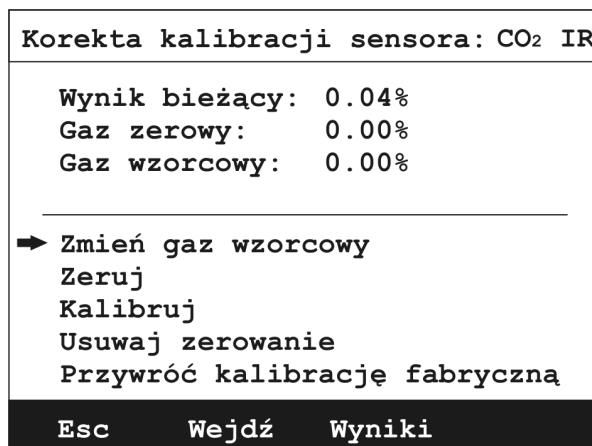 Korekta kalibracji sensora: CO₂ IR
Wynik bieżący: 0.04%
Gaz zerowy: 0.00%
Gaz wzorcowy: 0.00%
Zmień gaz wzorcowy
Zeruj
Kalibruj
Usuwaj zerowanie
Przywróć kalibrację fabryczną
Esc Wejdź Wyniki